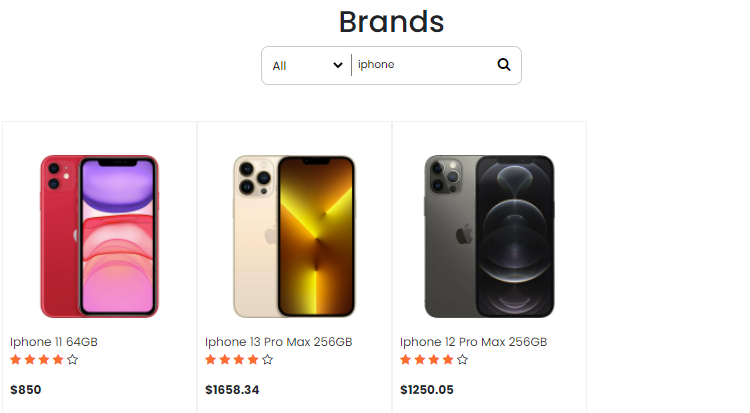 Brands
All
iphone
Iphone 11 64GB
Iphone 13 Pro Max 256GB
Iphone 12 Pro Max 256GB
$850
$1658.34
$1250.05